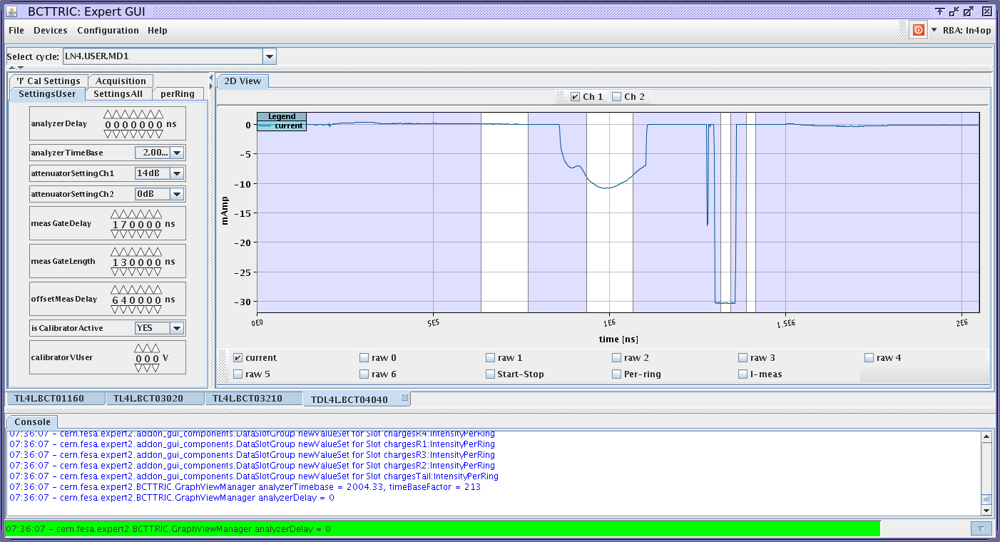 BCTTRIC: Expert GUI
File Devices Configuration Help
RBA: ln4op
Select cycle: LN4.USER.MD1
'I' Cal Settings Acquisition
SettingsUser SettingsAll perRing
analyzerDelay 0000000 ns
analyzerTimeBase 2.00...
attenuatorSettingCh1 14dB
attenuatorSettingCh2 0dB
measGateDelay 170000 ns
measGateLength 130000 ns
offsetMeasDelay 640000 ns
isCalibratorActive YES
calibratorVUser 000 V
2D View
Ch 1 Ch 2
Legend
current
0
-5
-10
-15
-20
-25
-30
mAmp
0E0 5E5 1E6 1.5E6 2E6
time [ns]
current raw 0 raw 1 raw 2 raw 3 raw 4
raw 5 raw 6 Start-Stop Per-ring I-meas
TL4L.BCT01160 TL4L.BCT03020 TL4L.BCT03210 TDL4L.BCT04040
Console
07:36:07 - cern.fesa.expert2.addon_gui_components.DataSlotGroup newValueSet for Slot chargesR4:IntensityPerRing
07:36:07 - cern.fesa.expert2.addon_gui_components.DataSlotGroup newValueSet for Slot chargesR1:IntensityPerRing
07:36:07 - cern.fesa.expert2.addon_gui_components.DataSlotGroup newValueSet for Slot chargesR3:IntensityPerRing
07:36:07 - cern.fesa.expert2.addon_gui_components.DataSlotGroup newValueSet for Slot chargesR2:IntensityPerRing
07:36:07 - cern.fesa.expert2.addon_gui_components.DataSlotGroup newValueSet for Slot chargesTail:IntensityPerRing
07:36:07 - cern.fesa.expert2.BCTTRIC.GraphViewManager analyzerTimebase = 2004.33, timeBaseFactor = 213
07:36:07 - cern.fesa.expert2.BCTTRIC.GraphViewManager analyzerDelay = 0
07:36:07 - cern.fesa.expert2.BCTTRIC.GraphViewManager analyzerDelay = 0